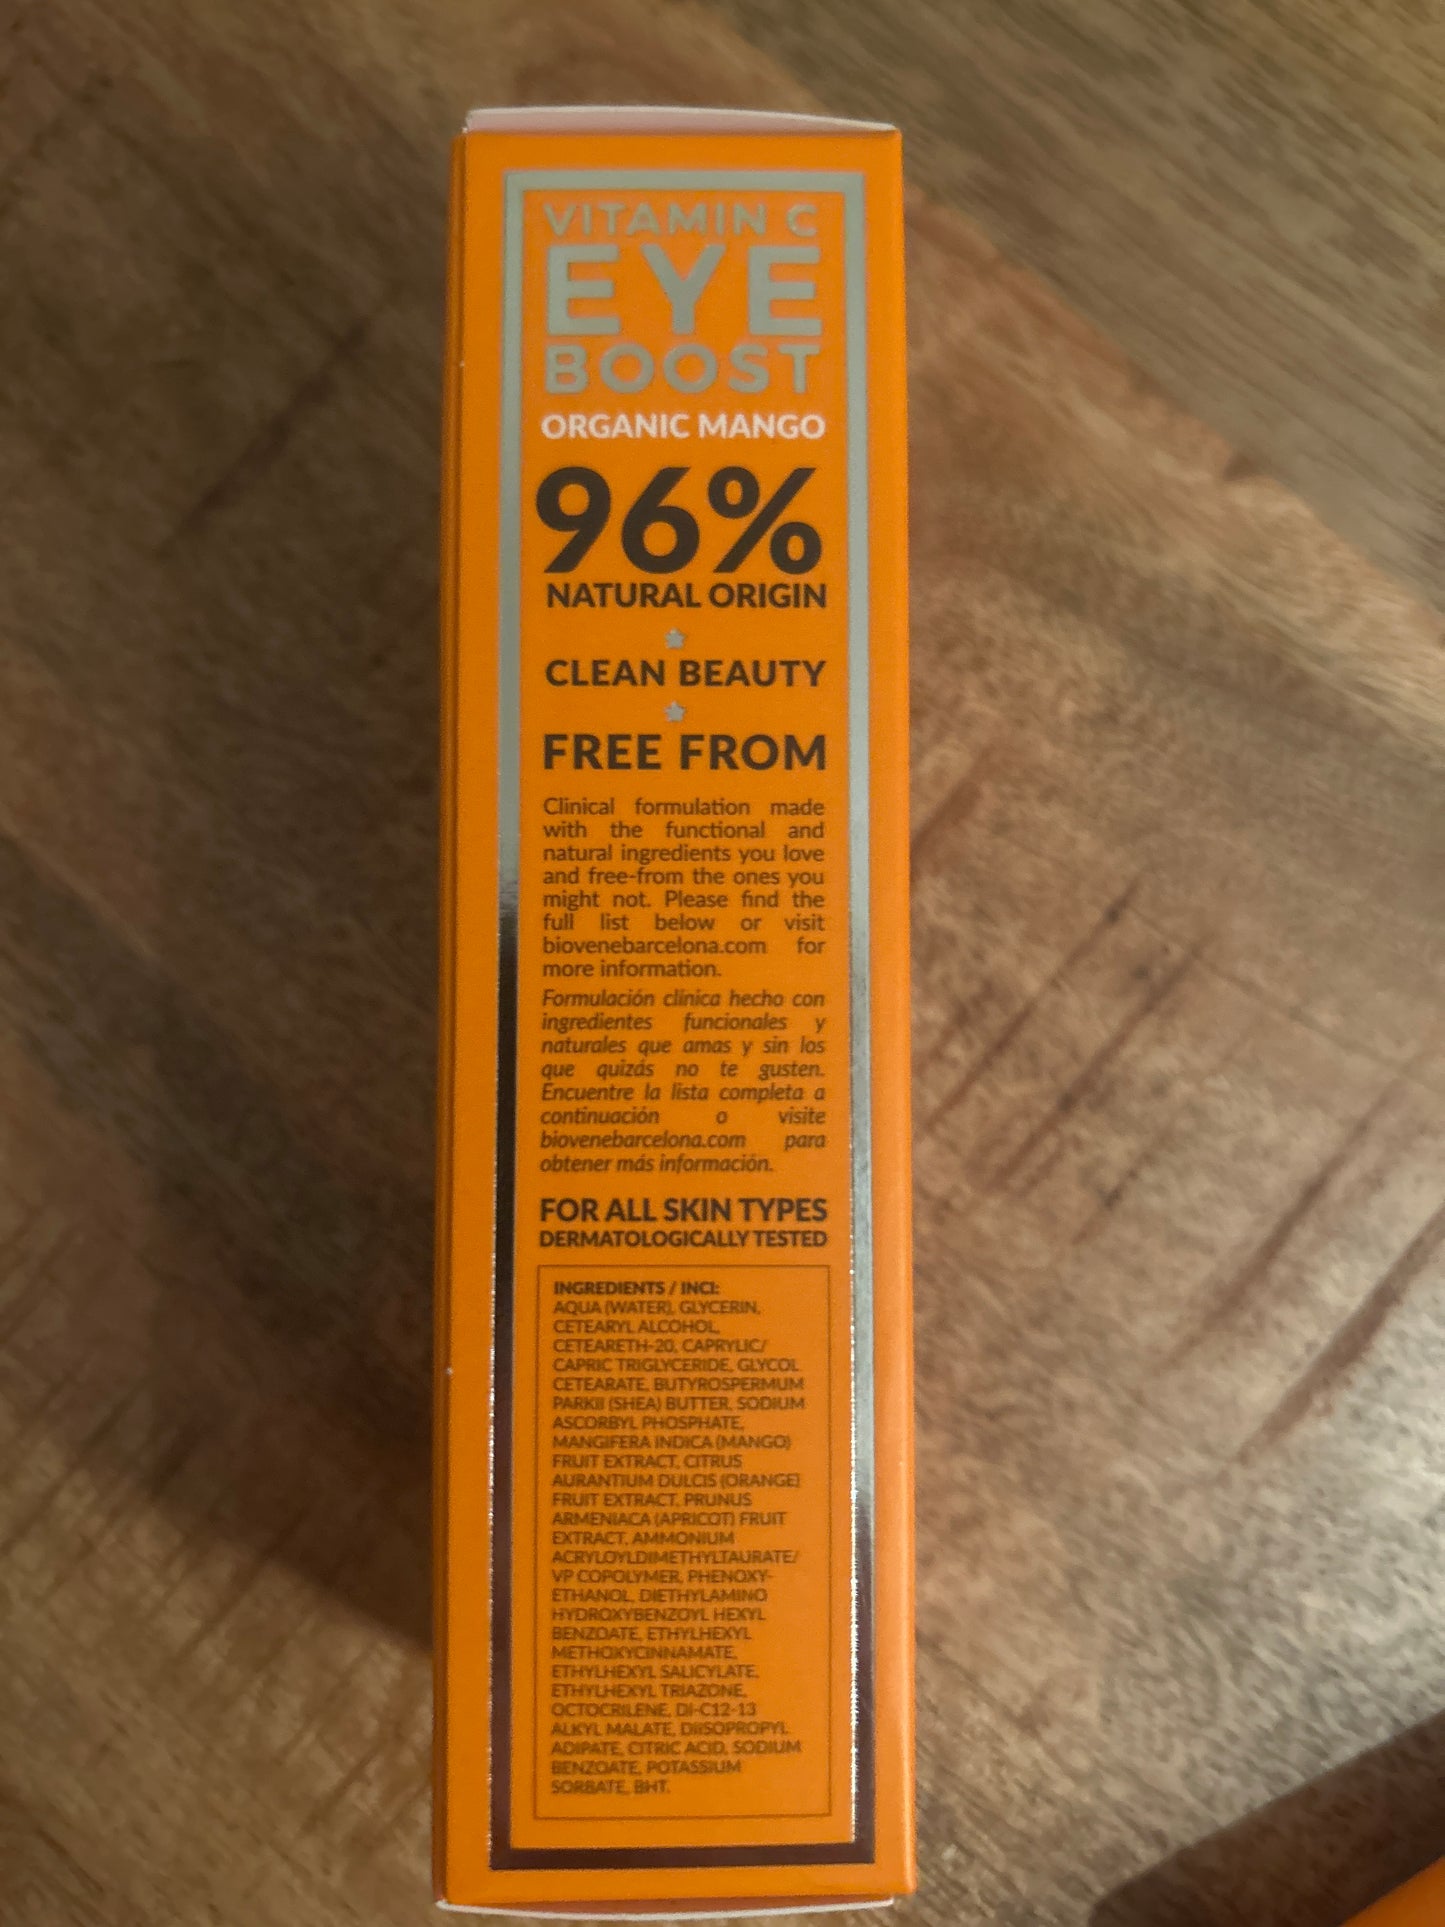 VITAMIN C
EYE
BOOST
ORGANIC MANGO
96%
NATURAL ORIGIN
CLEAN BEAUTY
FREE FROM
Clinical formulation made
with the functional and
natural ingredients you love
and free-from the ones you
might not. Please find the
full list below or visit
biovenebarcelona.com for
more information.
Formulación clínica hecho con
ingredientes funcionales y
naturales que amas y sin los
que quizás no te gusten.
Encuentre la lista completa a
continuación o visite
biovenebarcelona.com para
obtener más información.
FOR ALL SKIN TYPES
DERMATOLOGICALLY TESTED
INGREDIENTS / INCI:
AQUA (WATER), GLYCERIN,
CETEARYL ALCOHOL,
CETEARETH-20, CAPRYLIC/
CAPRIC TRIGLYCERIDE, GLYCOL
CETEARATE, BUTYROSPERMUM
PARKII (SHEA) BUTTER, SODIUM
ASCORBYL PHOSPHATE,
MANGIFERA INDICA (MANGO)
FRUIT EXTRACT, CITRUS
AURANTIUM DULCIS (ORANGE)
FRUIT EXTRACT, PRUNUS
ARMENIACA (APRICOT) FRUIT
EXTRACT, AMMONIUM
ACRYLOYLDIMETHYLTAURATE/
VP COPOLYMER, PHENOXY-
ETHANOL, DIETHYLAMINO
HYDROXYBENZOYL HEXYL
BENZOATE, ETHYLHEXYL
METHOXYCINNAMATE,
ETHYLHEXYL SALICYLATE,
ETHYLHEXYL TRIAZONE,
OCTOCRILENE, DI-C12-13
ALKYL MALATE, DIISOPROPYL
ADIPATE, CITRIC ACID, SODIUM
BENZOATE, POTASSIUM
SORBATE, BHT.